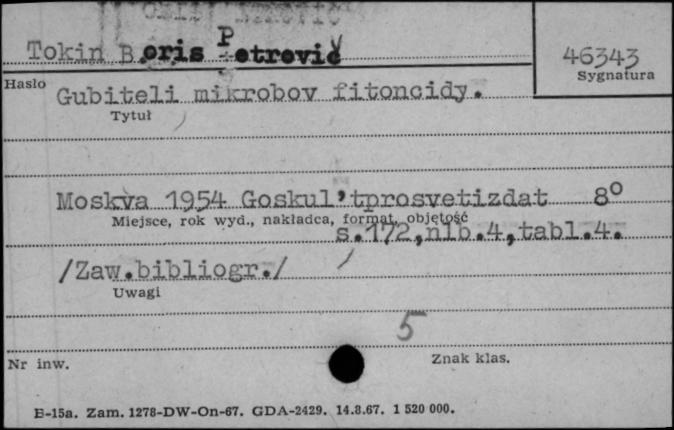 Tokin Boris Petrovič
46343
Sygnatura
Hasło
Gubiteli mikrobov fitoncidy.
Tytuł
Moskva 1954 Goskul'tprosvetizdat 8°
Miejsce, rok wyd., nakładca, format, objętość
s.172,nlb.4,tabl.4.
/Zaw.bibliogr./
Uwagi
5
Nr inw.
Znak klas.
E-15a. Zam. 1278-DW-On-67. GDA-2429. 14.8.67. 1 520 000.